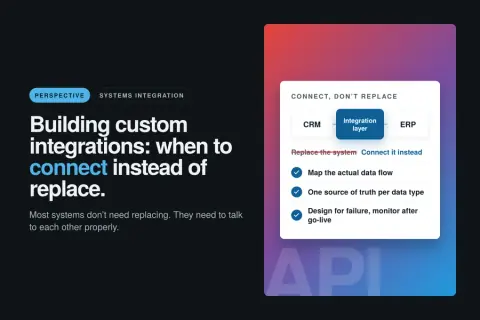 PERSPECTIVE SYSTEMS INTEGRATION
Building custom
integrations: when to
connect instead of
replace.
Most systems don't need replacing. They need to talk
to each other properly.
CONNECT, DON'T REPLACE
CRM
Integration
layer
ERP
Replace the system Connect it instead
Map the actual data flow
One source of truth per data type
Design for failure, monitor after
go-live
API